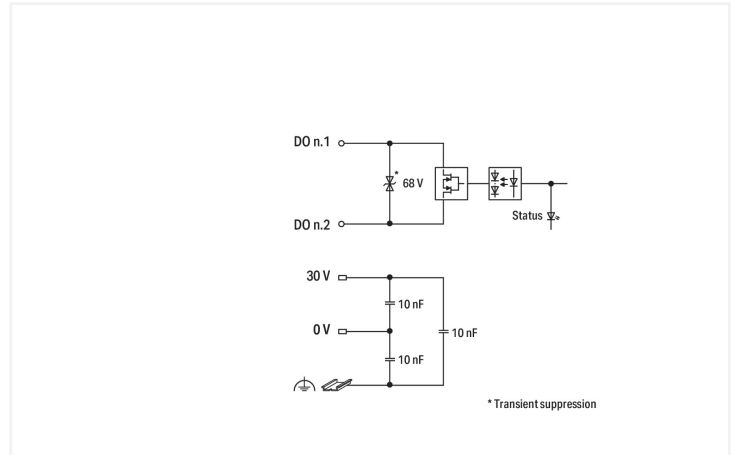 DO n.1
*
68 V
DO n.2
Status
30 V
10 nF
0 V
10 nF
10 nF
* Transient suppression